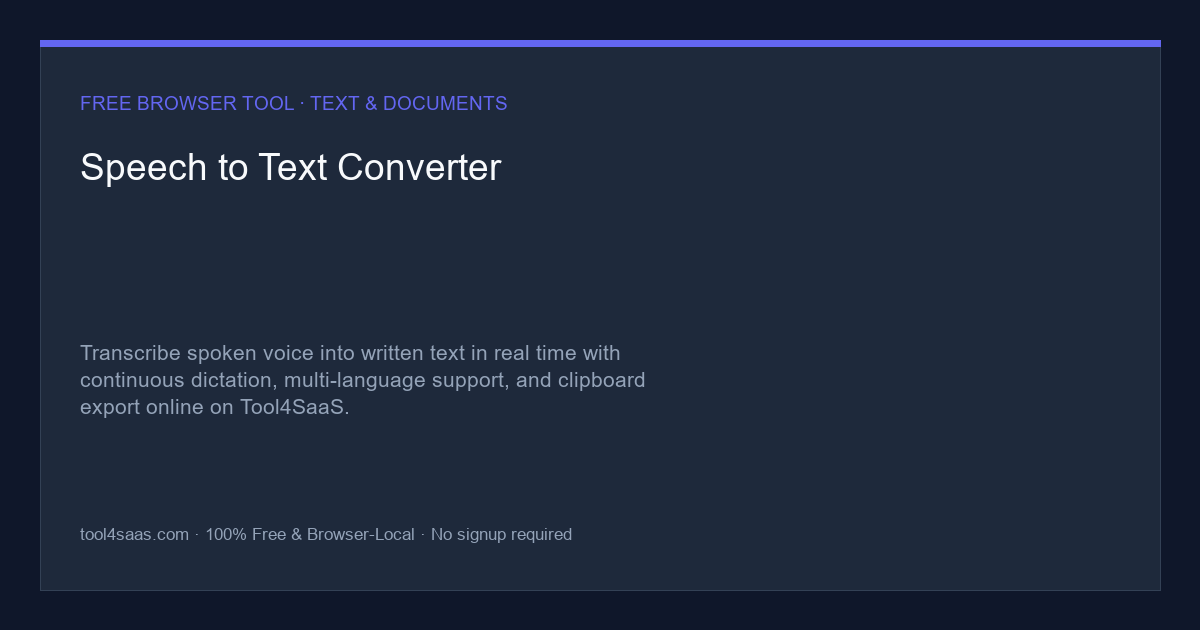 FREE BROWSER TOOL · TEXT & DOCUMENTS
Speech to Text Converter
Transcribe spoken voice into written text in real time with
continuous dictation, multi-language support, and clipboard
export online on Tool4SaaS.
tool4saas.com · 100% Free & Browser-Local · No signup required